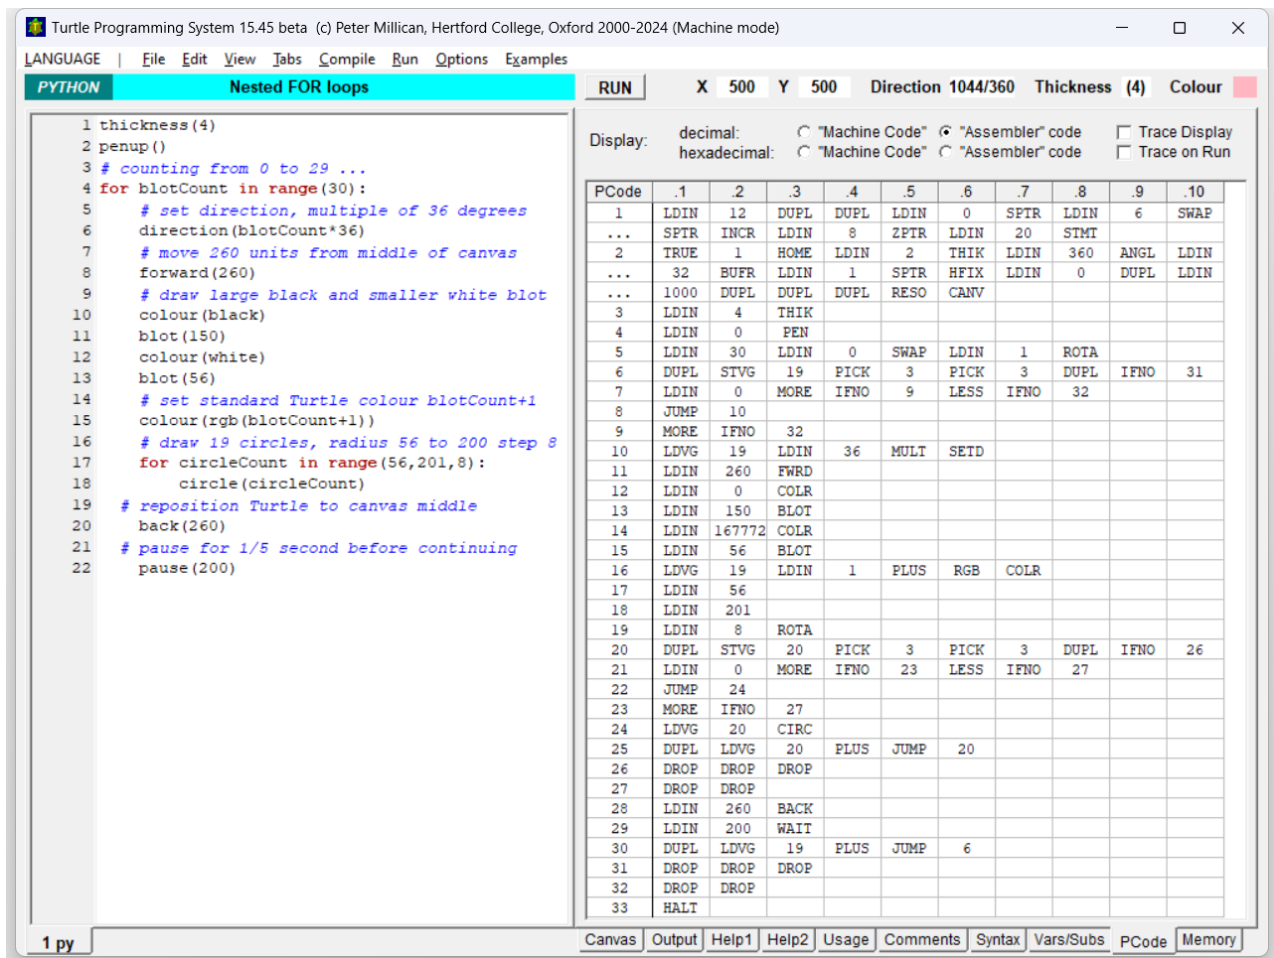 Turtle Programming System 15.45 beta (c) Peter Millican, Hertford College, Oxford 2000-2024 (Machine mode)
LANGUAGE | File Edit View Tabs Compile Run Options Examples
PYTHON Nested FOR loops RUN X 500 Y 500 Direction 1044/360 Thickness (4) Colour
1 thickness(4)
2 penup()
3 # counting from 0 to 29 ...
4 for blotCount in range(30):
5 # set direction, multiple of 36 degrees
6 direction(blotCount*36)
7 # move 260 units from middle of canvas
8 forward(260)
9 # draw large black and smaller white blot
10 colour(black)
11 blot(150)
12 colour(white)
13 blot(56)
14 # set standard Turtle colour blotCount+1
15 colour(rgb(blotCount+1))
16 # draw 19 circles, radius 56 to 200 step 8
17 for circleCount in range(56,201,8):
18 circle(circleCount)
19 # reposition Turtle to canvas middle
20 back(260)
21 # pause for 1/5 second before continuing
22 pause(200)
1 py
Display: decimal: "Machine Code" "Assembler" code Trace Display
hexadecimal: "Machine Code" "Assembler" code Trace on Run
PCode .1 .2 .3 .4 .5 .6 .7 .8 .9 .10
1 LDIN 12 DUPL DUPL LDIN 0 SPTR LDIN 6 SWAP
... SPTR INCR LDIN 8 ZPTR LDIN 20 STMT
2 TRUE 1 HOME LDIN 2 THIK LDIN 360 ANGL LDIN
... 32 BUFR LDIN 1 SPTR HFIX LDIN 0 DUPL LDIN
... 1000 DUPL DUPL DUPL RESO CANV
3 LDIN 4 THIK
4 LDIN 0 PEN
5 LDIN 30 LDIN 0 SWAP LDIN 1 ROTA
6 DUPL STVG 19 PICK 3 PICK 3 DUPL IFNO 31
7 LDIN 0 MORE IFNO 9 LESS IFNO 32
8 JUMP 10
9 MORE IFNO 32
10 LDVG 19 LDIN 36 MULT SETD
11 LDIN 260 FWRD
12 LDIN 0 COLR
13 LDIN 150 BLOT
14 LDIN 167772 COLR
15 LDIN 56 BLOT
16 LDVG 19 LDIN 1 PLUS RGB COLR
17 LDIN 56
18 LDIN 201
19 LDIN 8 ROTA
20 DUPL STVG 20 PICK 3 PICK 3 DUPL IFNO 26
21 LDIN 0 MORE IFNO 23 LESS IFNO 27
22 JUMP 24
23 MORE IFNO 27
24 LDVG 20 CIRC
25 DUPL LDVG 20 PLUS JUMP 20
26 DROP DROP DROP
27 DROP DROP
28 LDIN 260 BACK
29 LDIN 200 WAIT
30 DUPL LDVG 19 PLUS JUMP 6
31 DROP DROP DROP
32 DROP DROP
33 HALT
Canvas Output Help1 Help2 Usage Comments Syntax Vars/Subs PCode Memory